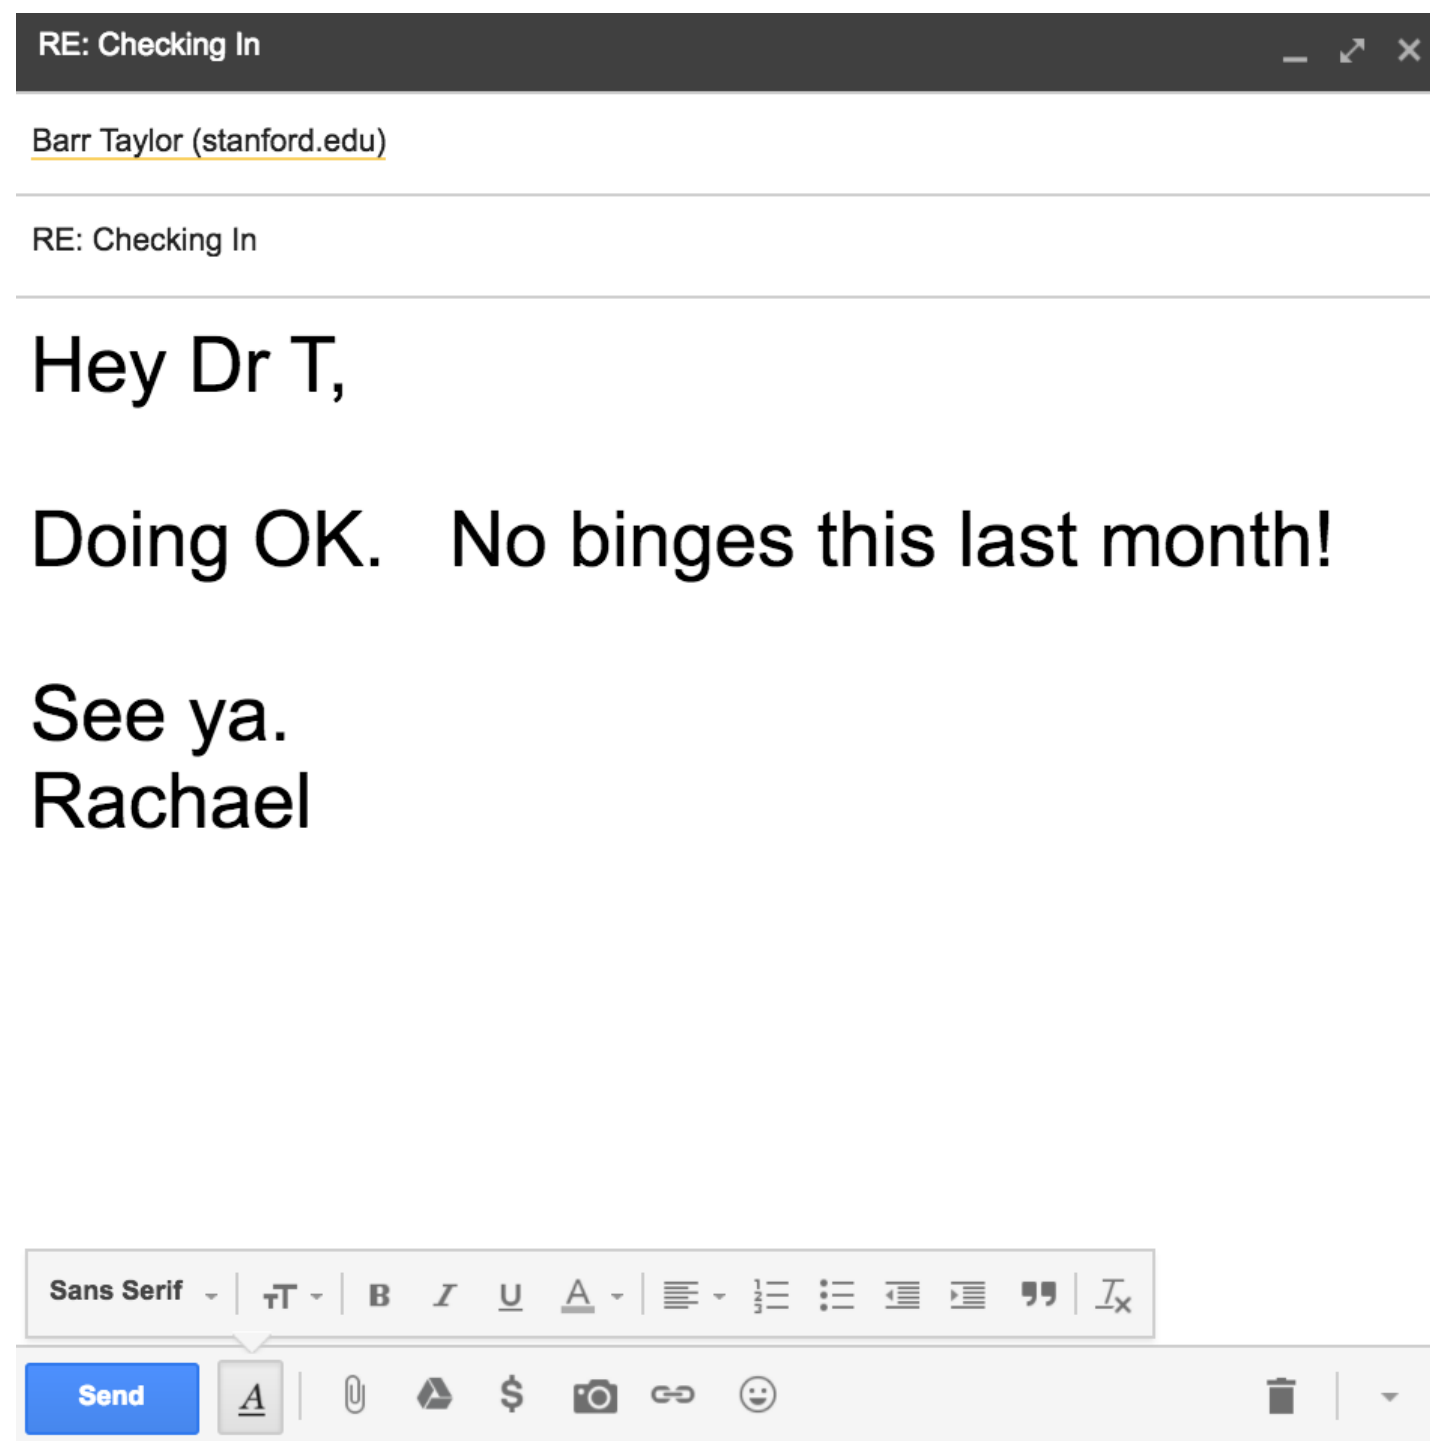 RE: Checking In
Barr Taylor (stanford.edu)
RE: Checking In
Hey Dr T,
Doing OK.   No binges this last month!
See ya.
Rachael
Sans Serif
Send